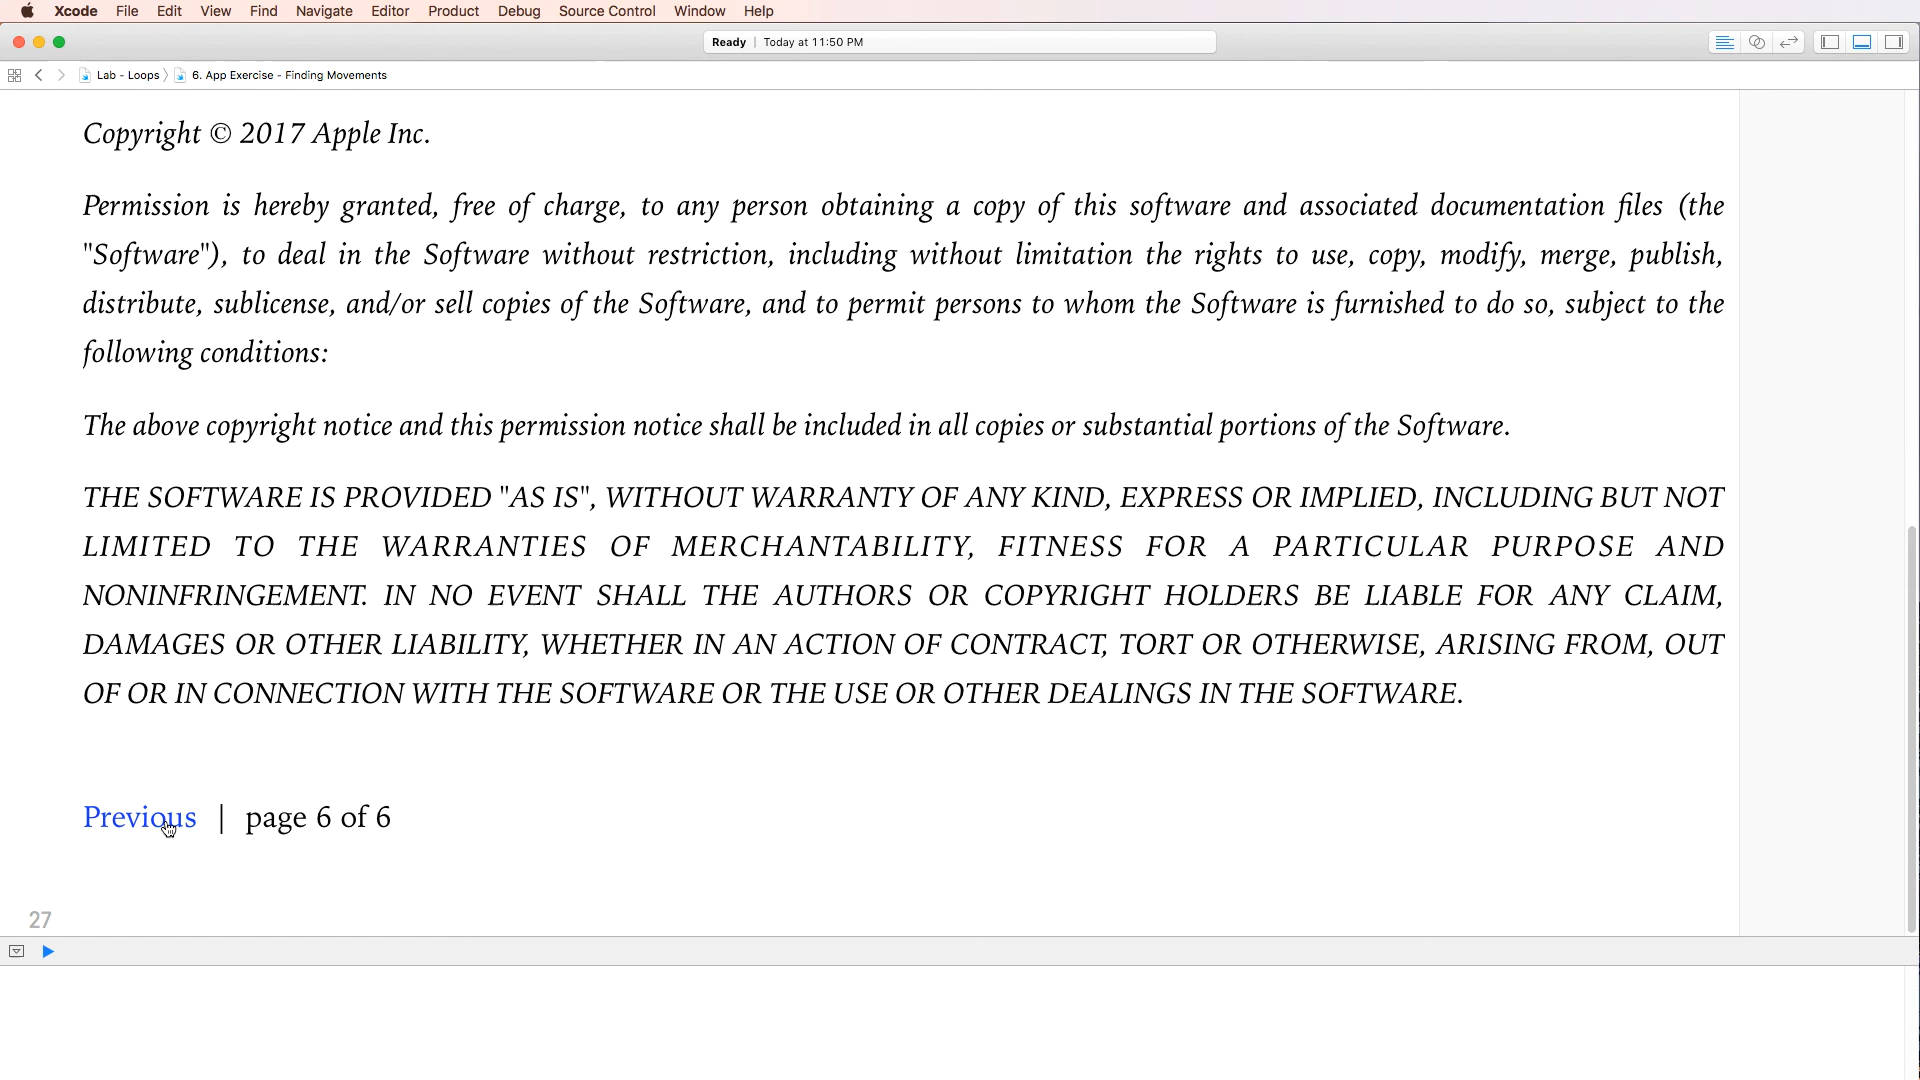 Xcode File Edit View Find Navigate Editor Product Debug Source Control Window Help
Ready | Today at 11:50 PM
Lab - Loops 6. App Exercise - Finding Movements
Copyright © 2017 Apple Inc.
Permission is hereby granted, free of charge, to any person obtaining a copy of this software and associated documentation files (the
"Software"), to deal in the Software without restriction, including without limitation the rights to use, copy, modify, merge, publish,
distribute, sublicense, and/or sell copies of the Software, and to permit persons to whom the Software is furnished to do so, subject to the
following conditions:
The above copyright notice and this permission notice shall be included in all copies or substantial portions of the Software.
THE SOFTWARE IS PROVIDED "AS IS", WITHOUT WARRANTY OF ANY KIND, EXPRESS OR IMPLIED, INCLUDING BUT NOT
LIMITED TO THE WARRANTIES OF MERCHANTABILITY, FITNESS FOR A PARTICULAR PURPOSE AND
NONINFRINGEMENT. IN NO EVENT SHALL THE AUTHORS OR COPYRIGHT HOLDERS BE LIABLE FOR ANY CLAIM,
DAMAGES OR OTHER LIABILITY, WHETHER IN AN ACTION OF CONTRACT, TORT OR OTHERWISE, ARISING FROM, OUT
OF OR IN CONNECTION WITH THE SOFTWARE OR THE USE OR OTHER DEALINGS IN THE SOFTWARE.
Previous | page 6 of 6
27